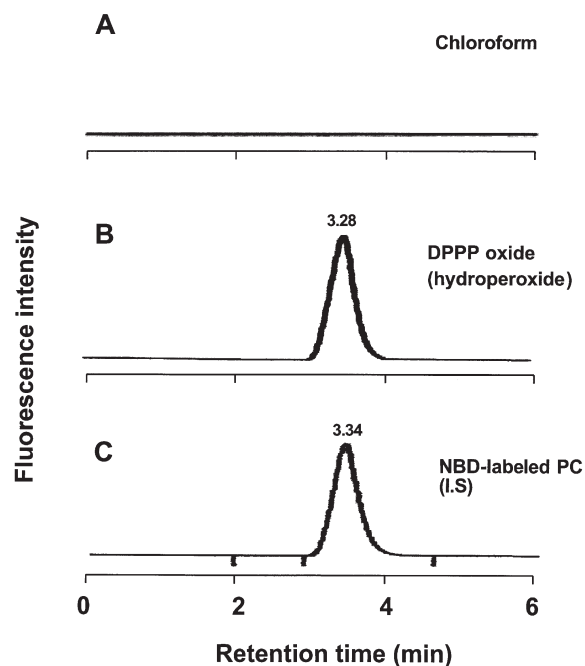 A
Chloroform
3.28
B
DPPP oxide
(hydroperoxide)
Fluorescence intensity
3.34
C
NBD-labeled PC
(I.S)
0 2 4 6
Retention time (min)